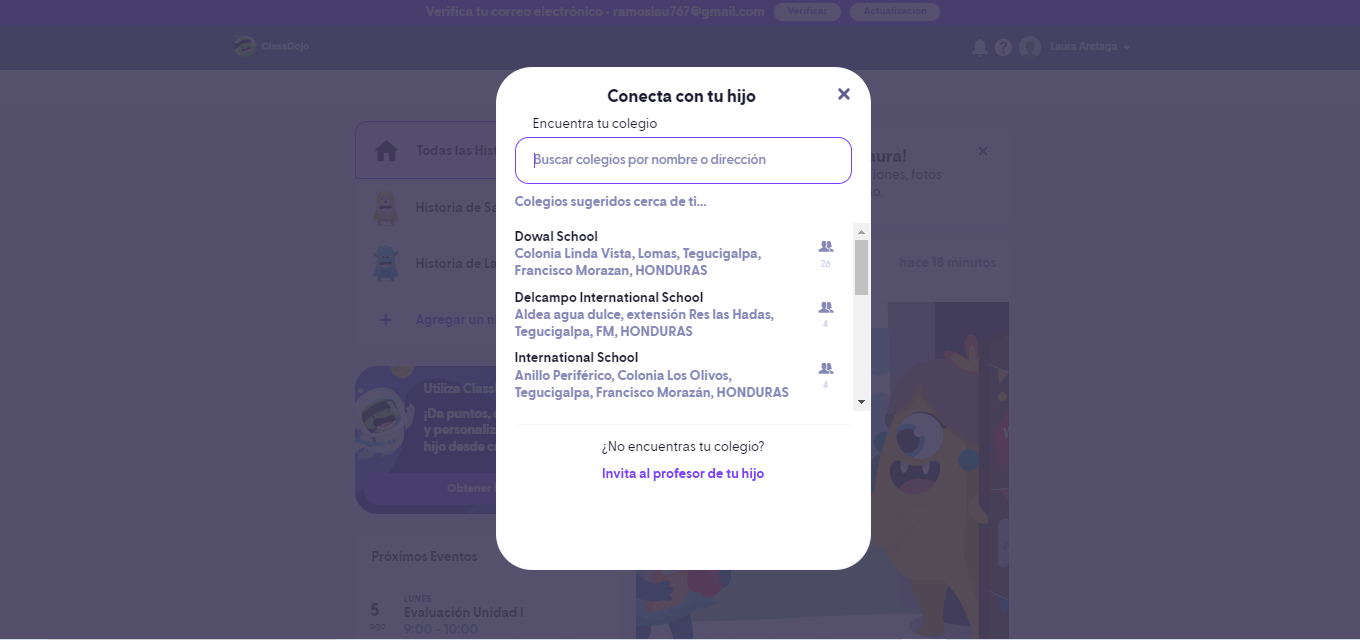 Verifica tu correo electrónico - ramoslau767@gmail.com
Verificar
Actualización
ClassDojo
Laura Aretaga
Conecta con tu hijo
Encuentra tu colegio
Buscar colegios por nombre o dirección
Colegios sugeridos cerca de ti...
Dowal School
Colonia Linda Vista, Lomas, Tegucigalpa,
Francisco Morazan, HONDURAS
26
Delcampo International School
Aldea agua dulce, extensión Res las Hadas,
Tegucigalpa, FM, HONDURAS
4
International School
Anillo Periférico, Colonia Los Olivos,
Tegucigalpa, Francisco Morazán, HONDURAS
4
¿No encuentras tu colegio?
Invita al profesor de tu hijo
Todas las Hist
Historia de Sa
Historia de La
Agregar un n
Utiliza Class
¡Da puntos,
y personaliz
hijo desde c
Obtener
Próximos Eventos
LUNES
5
Evaluación Unidad I
ago
9:00 - 10:00
aura!
iones, fotos
hace 18 minutos